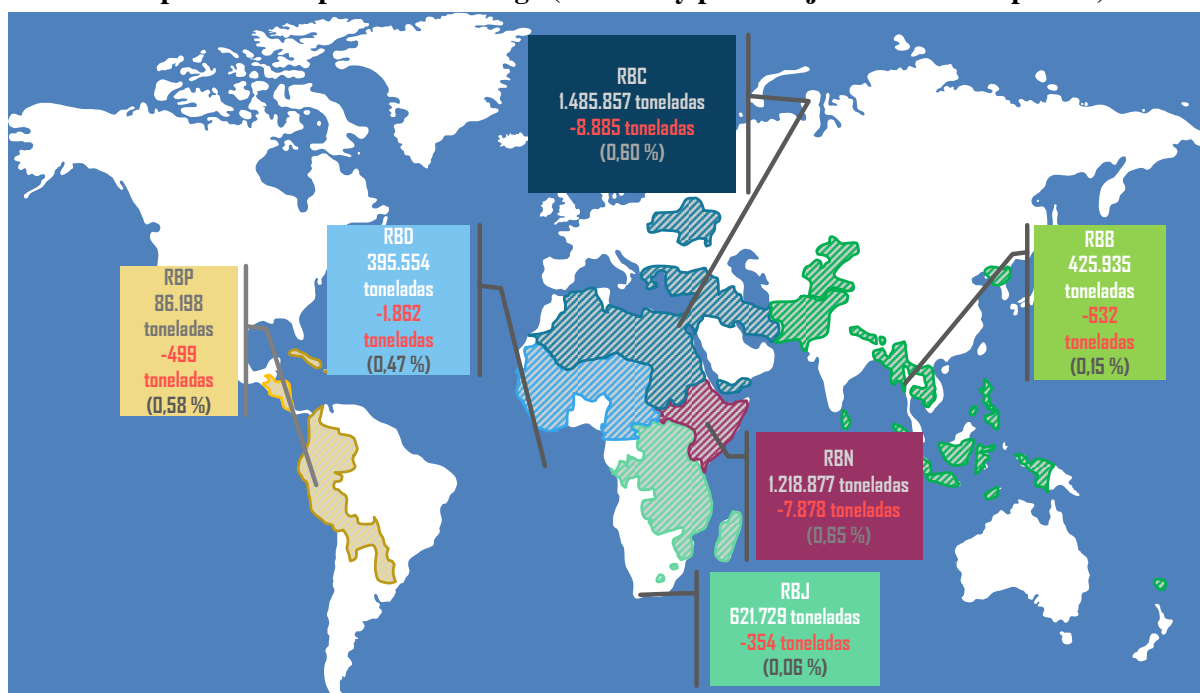 RBC
1.485.857 toneladas
-8.885 toneladas
(0,60 %)
RBD
395.554
toneladas
-1.862
toneladas
(0,47 %)
RBB
425.935
toneladas
-632
toneladas
(0,15 %)
RBP
86.198
toneladas
-499
toneladas
(0,58 %)
RBN
1.218.877 toneladas
-7.878 toneladas
(0,65 %)
RBJ
621.729 toneladas
-354 toneladas
(0,06 %)